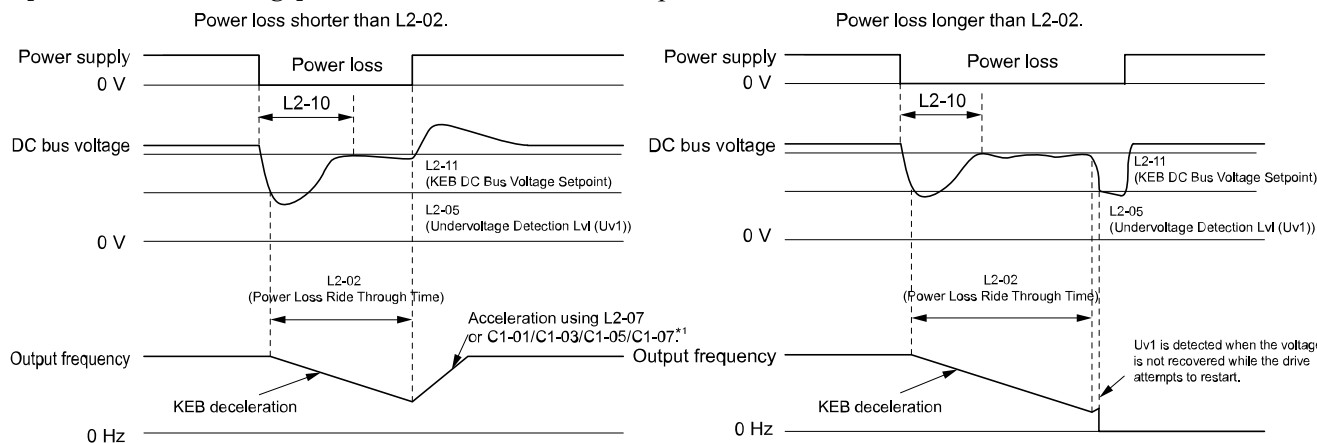 Power loss shorter than L2-02.
Power supply
Power loss
0 V
L2-10
DC bus voltage
L2-11
(KEB DC Bus Voltage Setpoint)
L2-05
(Undervoltage Detection Lvl (Uv1))
0 V
L2-02
(Power Loss Ride Through Time)
Acceleration using L2-07
or C1-01/C1-03/C1-05/C1-07.*1
Output frequency
KEB deceleration
0 Hz
Power loss longer than L2-02.
Power supply
Power loss
0 V
L2-10
DC bus voltage
L2-11
(KEB DC Bus Voltage Setpoint)
L2-05
(Undervoltage Detection Lvl (Uv1))
0 V
L2-02
(Power Loss Ride Through Time)
Output frequency
Uv1 is detected when the voltage
is not recovered while the drive
attempts to restart.
KEB deceleration
0 Hz